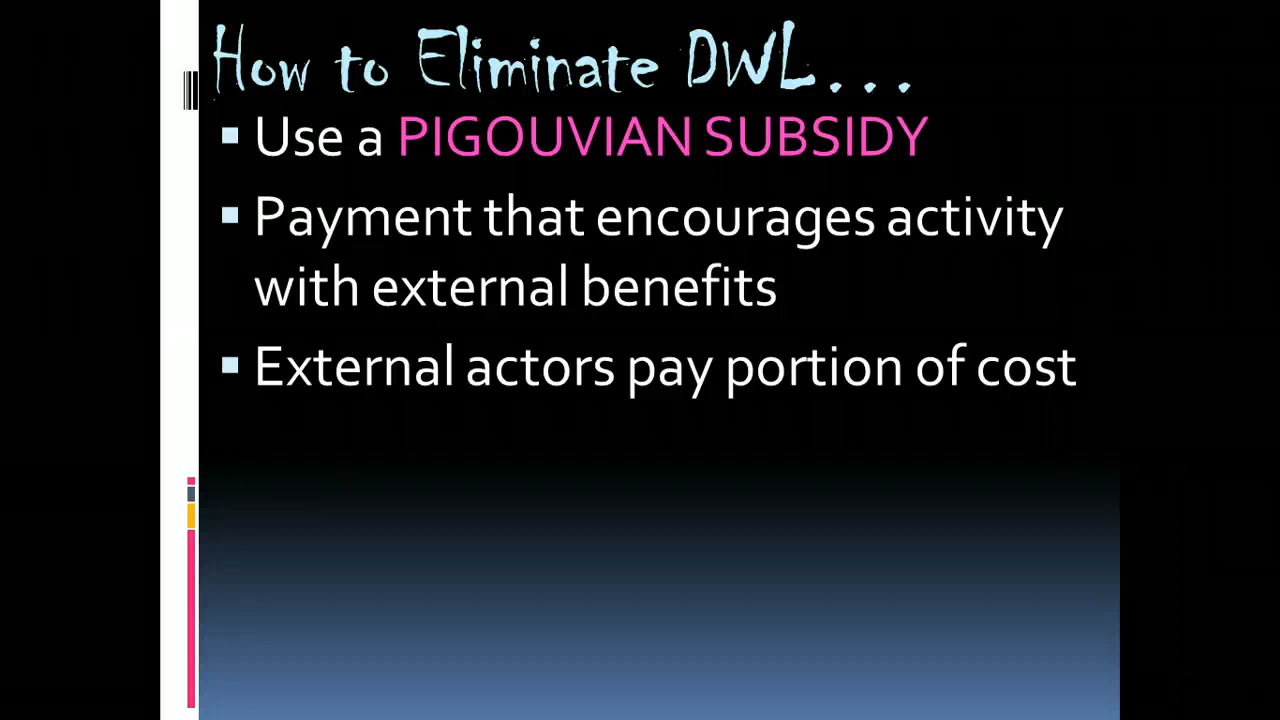 How to Eliminate DWL...
Use a PIGOUVIAN SUBSIDY
Payment that encourages activity
with external benefits
External actors pay portion of cost